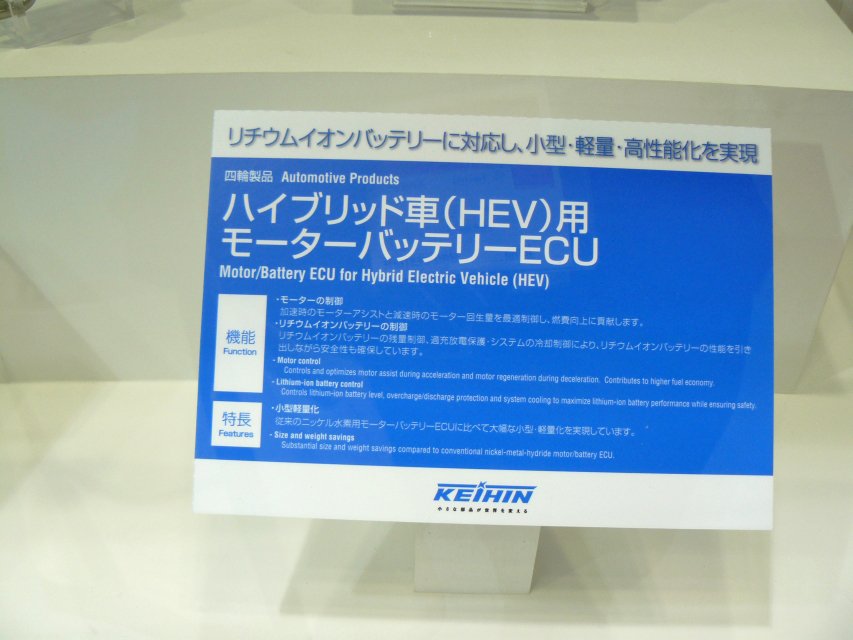 リチウムイオンバッテリーに対応し、小型・軽量・高性能化を実現
四輪製品 Automotive Products
ハイブリッド車（HEV）用
モーターバッテリーECU
Motor/Battery ECU for Hybrid Electric Vehicle (HEV)
機能
Function
・モーターの制御
加速時のモーターアシストと減速時のモーター回生量を最適制御し、燃費向上に貢献します。
・リチウムイオンバッテリーの制御
リチウムイオンバッテリーの残量制御、過充放電保護・システムの冷却制御により、リチウムイオンバッテリーの性能を引き
出しながら安全性も確保しています。
・Motor control
Controls and optimizes motor assist during acceleration and motor regeneration during deceleration. Contributes to higher fuel economy.
・Lithium-ion battery control
Controls lithium-ion battery level, overcharge/discharge protection and system cooling to maximize lithium-ion battery performance while ensuring safety.
特長
Features
・小型軽量化
従来のニッケル水素用モーターバッテリーECUに比べて大幅な小型・軽量化を実現しています。
・Size and weight savings
Substantial size and weight savings compared to conventional nickel-metal-hydride motor/battery ECU.
KEIHIN
小さな部品が世界を変える